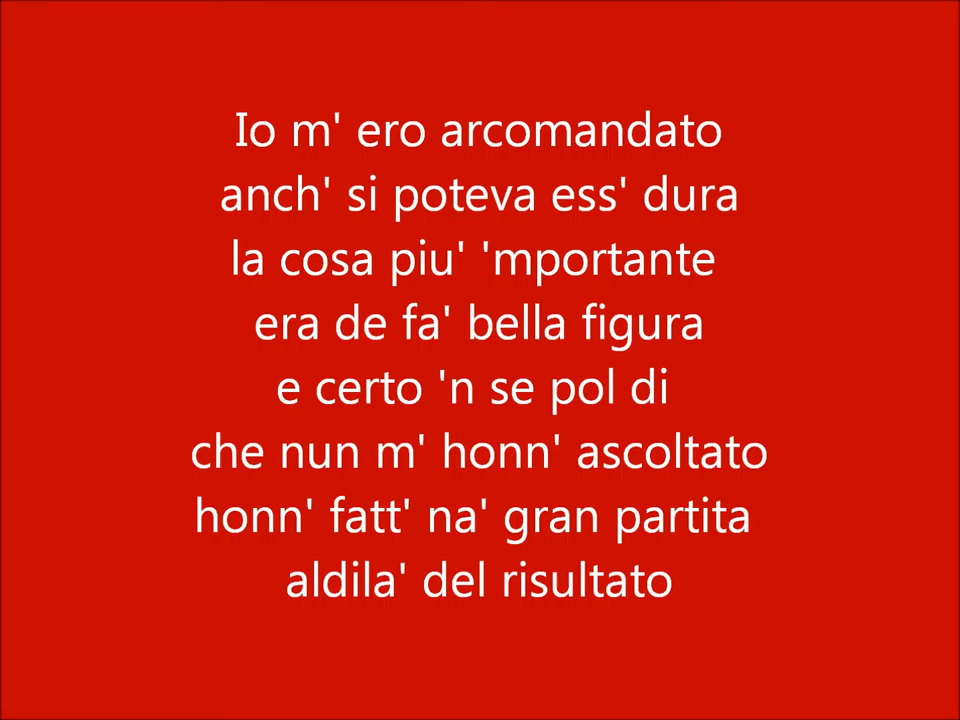 Io m' ero arcomandato
anch' si poteva ess' dura
la cosa piu' 'mportante
era de fa' bella figura
e certo 'n se pol di
che nun m' honn' ascoltato
honn' fatt' na' gran partita
aldila' del risultato